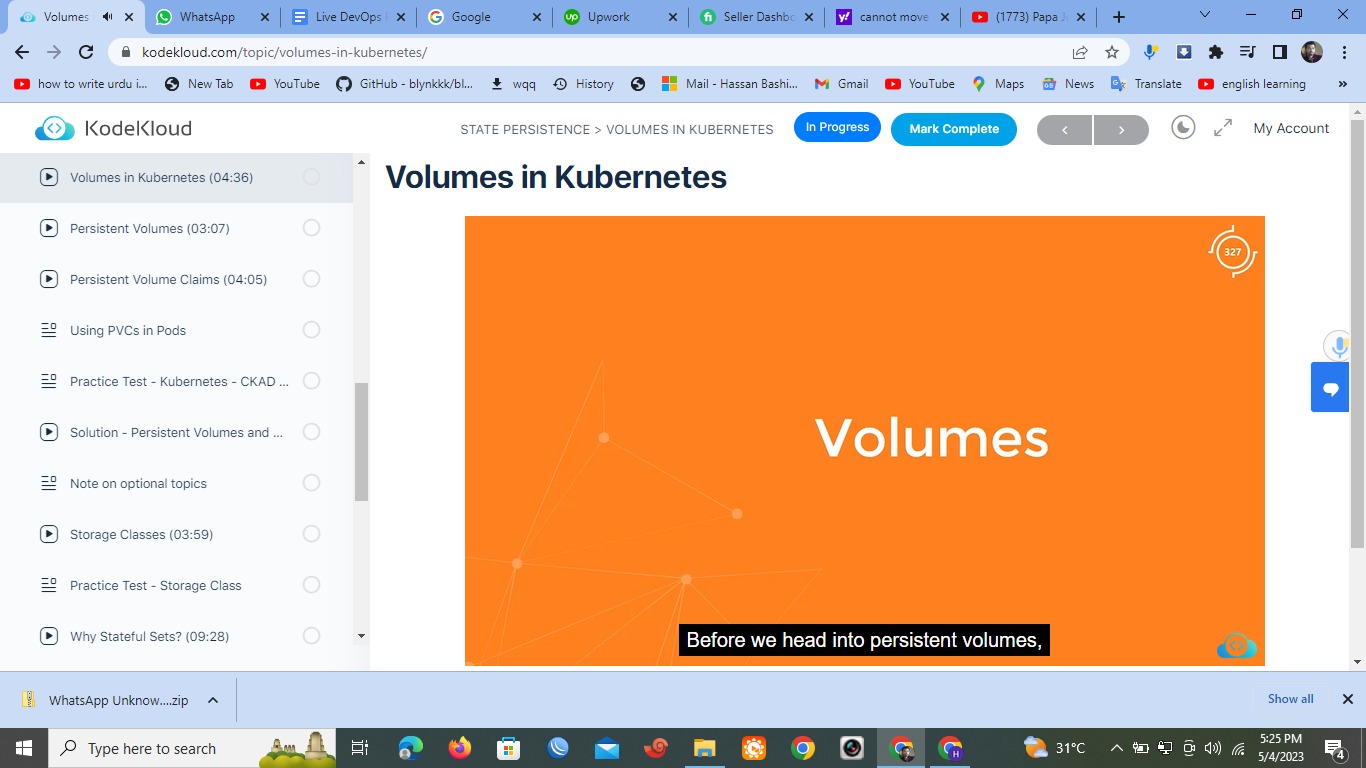 Volumes
WhatsApp
Live DevOps
Google
Upwork
Seller Dashbo
cannot move
(1773) Papa J
kodekloud.com/topic/volumes-in-kubernetes/
how to write urdu i...
New Tab
YouTube
GitHub - blynkkk/bl...
wqq
History
Mail - Hassan Bashi...
Gmail
YouTube
Maps
News
Translate
english learning
»
KodeKloud
STATE PERSISTENCE > VOLUMES IN KUBERNETES
In Progress
Mark Complete
My Account
Volumes in Kubernetes (04:36)
Persistent Volumes (03:07)
Persistent Volume Claims (04:05)
Using PVCs in Pods
Practice Test - Kubernetes - CKAD ...
Solution - Persistent Volumes and ...
Note on optional topics
Storage Classes (03:59)
Practice Test - Storage Class
Why Stateful Sets? (09:28)
Volumes in Kubernetes
327
Volumes
Before we head into persistent volumes,
WhatsApp Unknow....zip
Show all
Type here to search
31°C
5:25 PM
5/4/2023
4